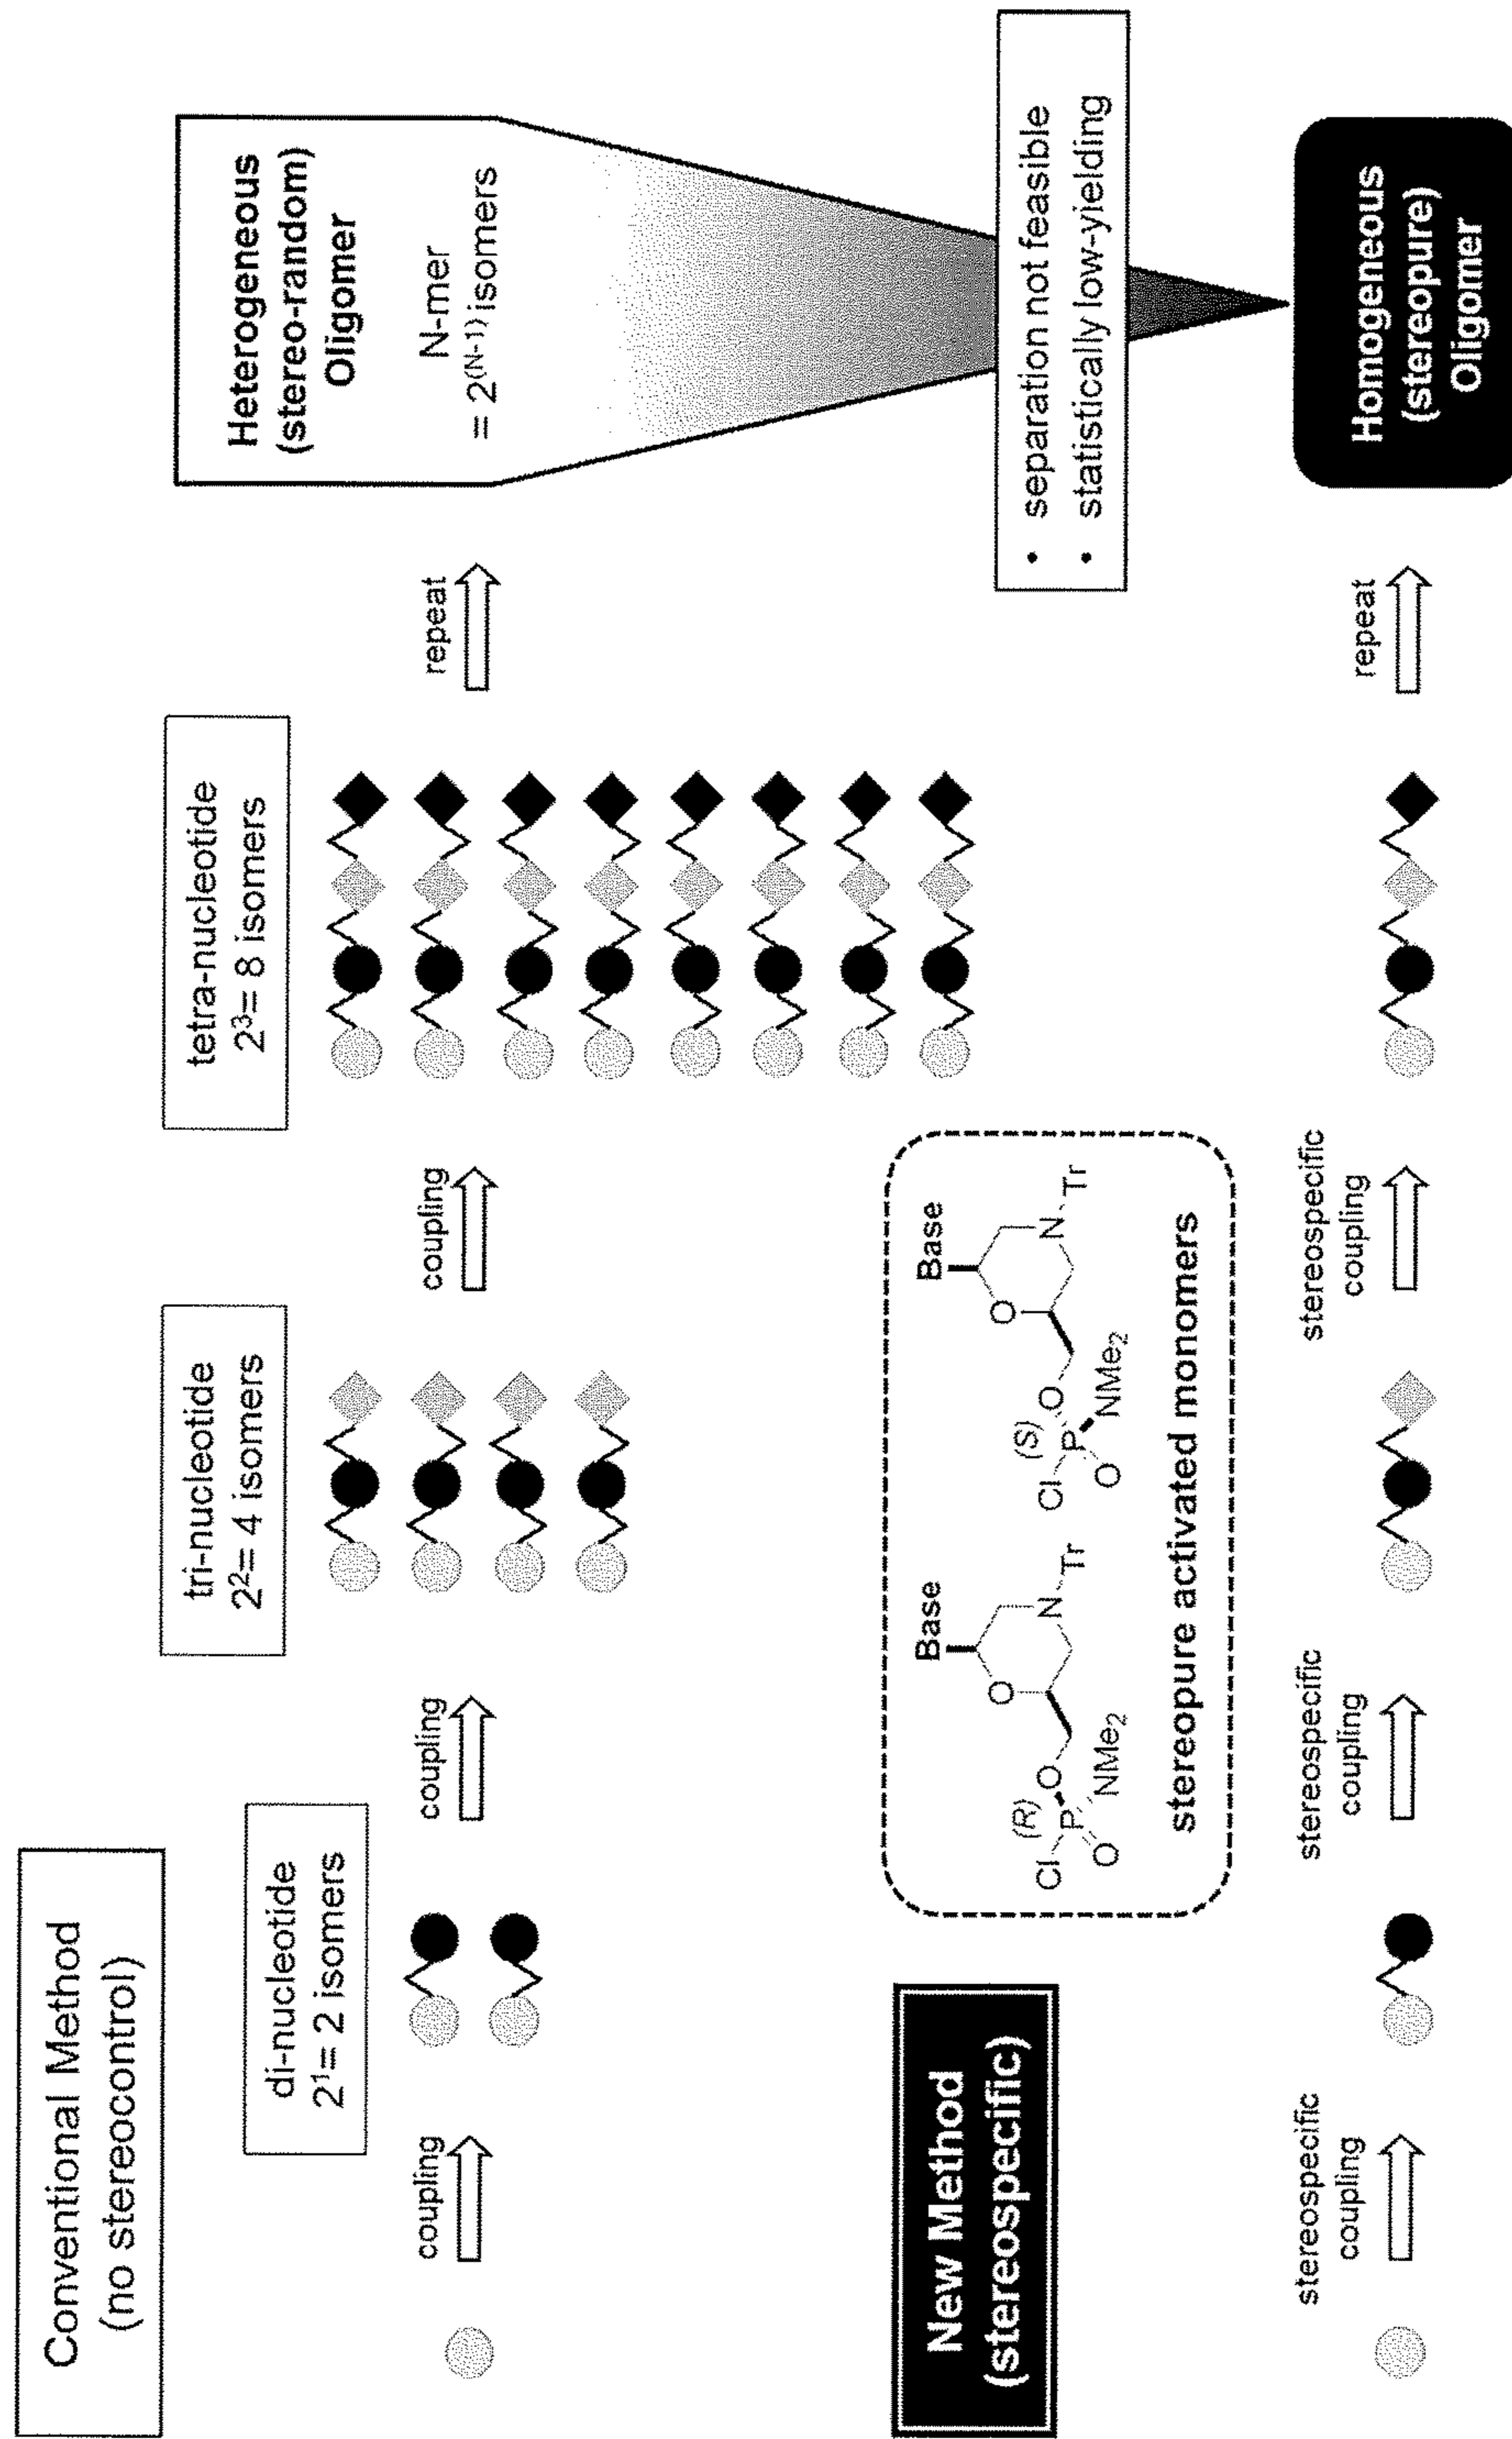 Conventional Method
(no stereocontrol)
coupling
di-nucleotide
2¹= 2 isomers
coupling
tri-nucleotide
2²= 4 isomers
coupling
tetra-nucleotide
2³= 8 isomers
repeat
Heterogeneous
(stereo-random)
Oligomer
N-mer
= 2⁽ᴺ⁻¹⁾ isomers
• separation not feasible
• statistically low-yielding
New Method
(stereospecific)
Base
O
N
Tr
(R)
O
Cl
P
O
NMe₂
Base
O
N
Tr
(S)
O
Cl
P
O
NMe₂
stereopure activated monomers
stereospecific
coupling
stereospecific
coupling
stereospecific
coupling
repeat
Homogeneous
(stereopure)
Oligomer